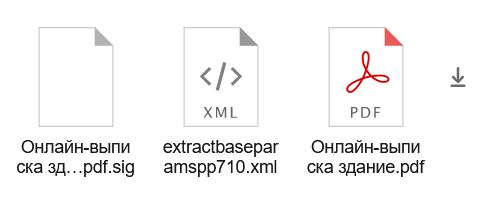 XML
PDF
Онлайн-выпи
ска зд...pdf.sig
extractbasepar
amspp710.xml
Онлайн-выпи
ска здание.pdf